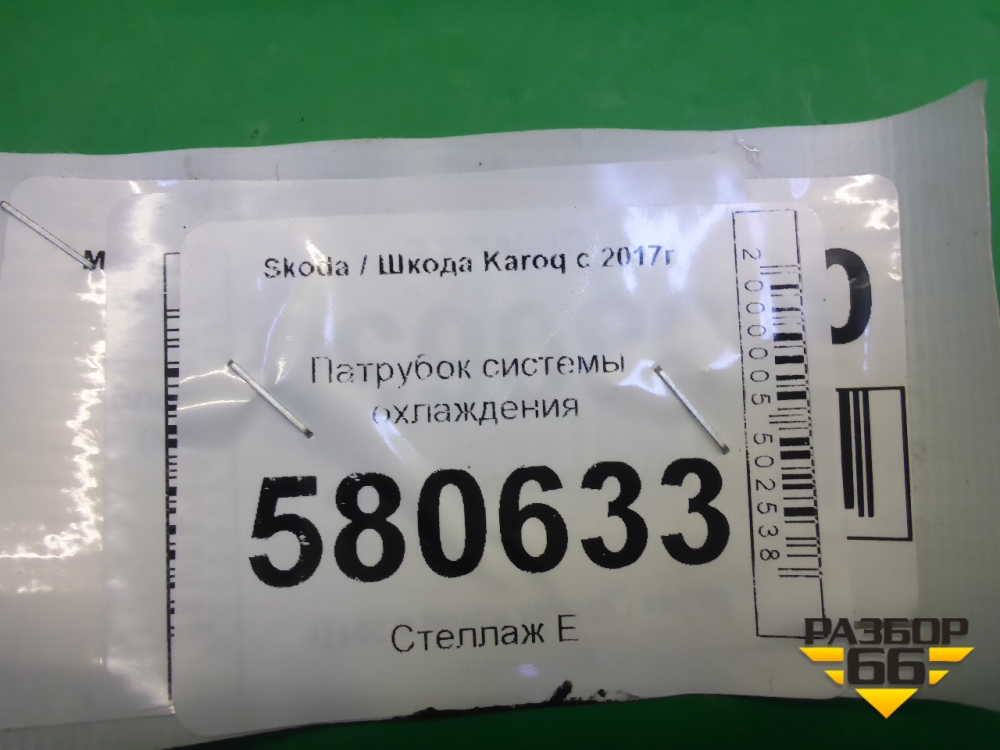 Skoda / Шкода Karoq с 2017г
Патрубок системы
охлаждения
580633
Стеллаж Е
2000005502538
М
РАЗБОР
66